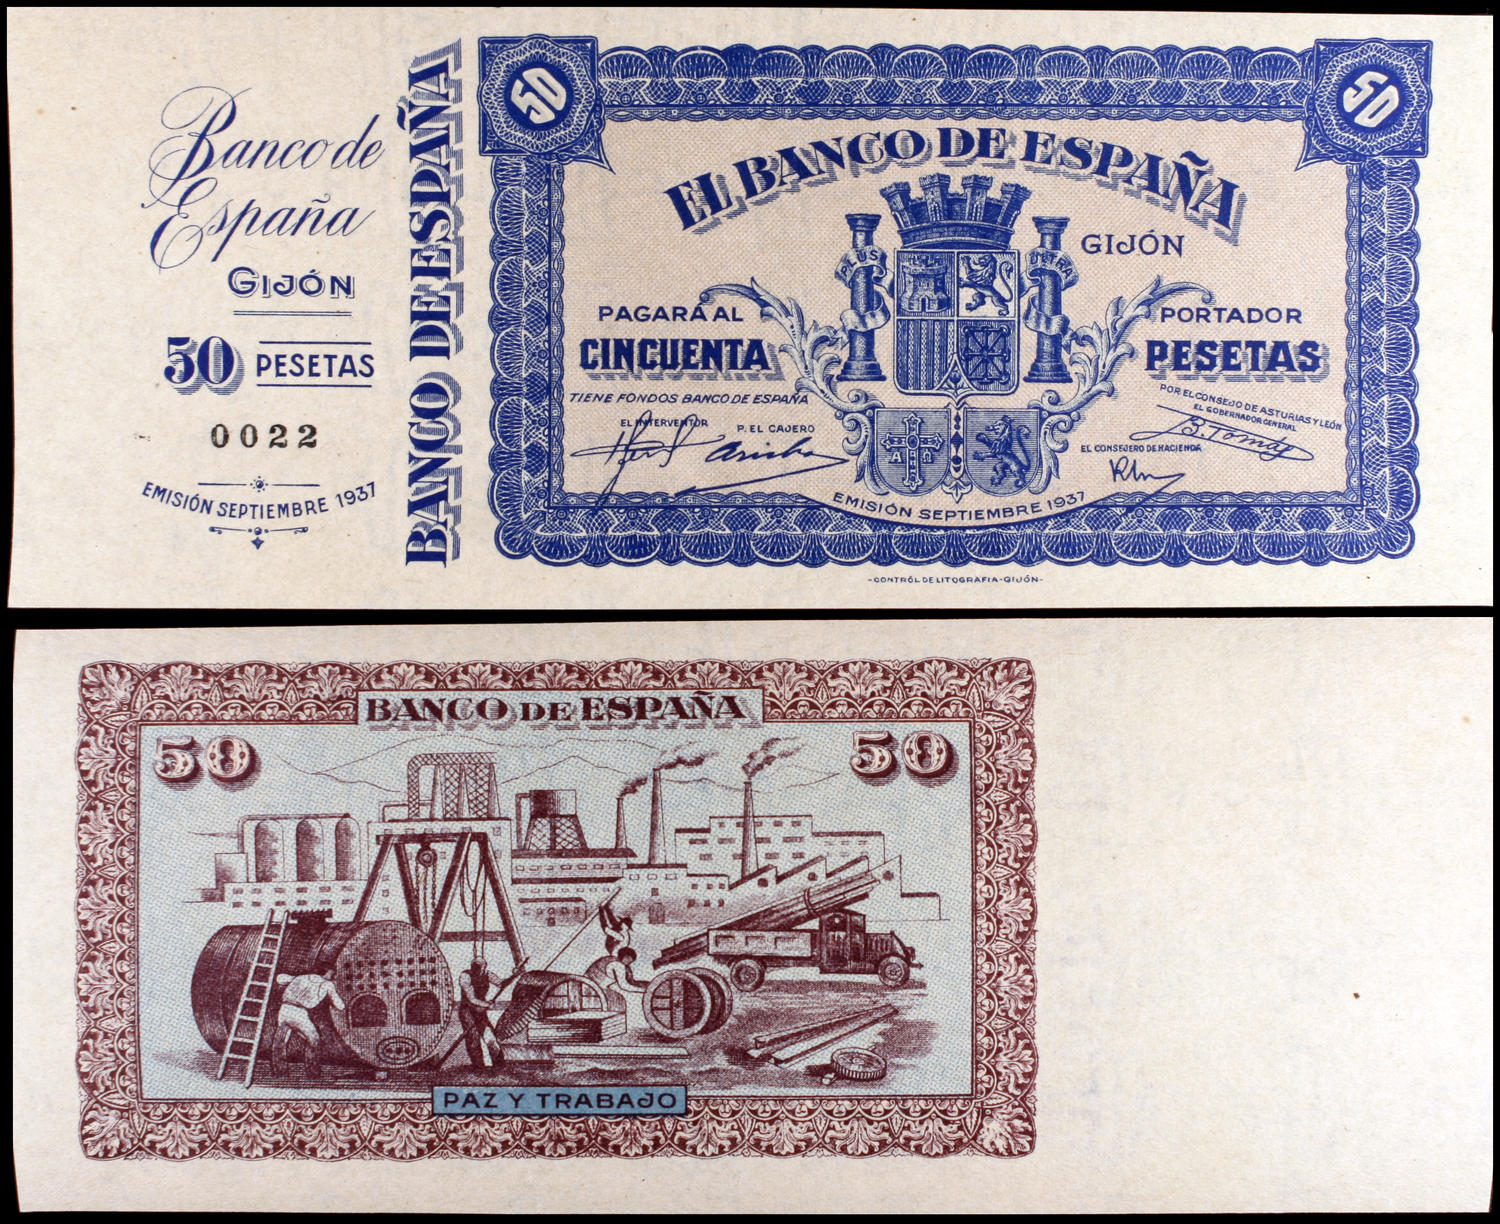 Banco de
España
GIJÓN
50 PESETAS
0022
EMISIÓN SEPTIEMBRE 1937
BANCO DE ESPAÑA
50
50
EL BANCO DE ESPAÑA
GIJÓN
PLUS ULTRA
PAGARÁ AL PORTADOR
CINCUENTA PESETAS
TIENE FONDOS BANCO DE ESPAÑA
EL INTERVENTOR
P. EL CAJERO
POR EL CONSEJO DE ASTURIAS Y LEÓN
EL GOBERNADOR GENERAL
EL CONSEJERO DE HACIENDA
EMISIÓN SEPTIEMBRE 1937
-CONTRÓL DE LITOGRAFIA-GIJÓN-
BANCO DE ESPAÑA
50
50
PAZ Y TRABAJO